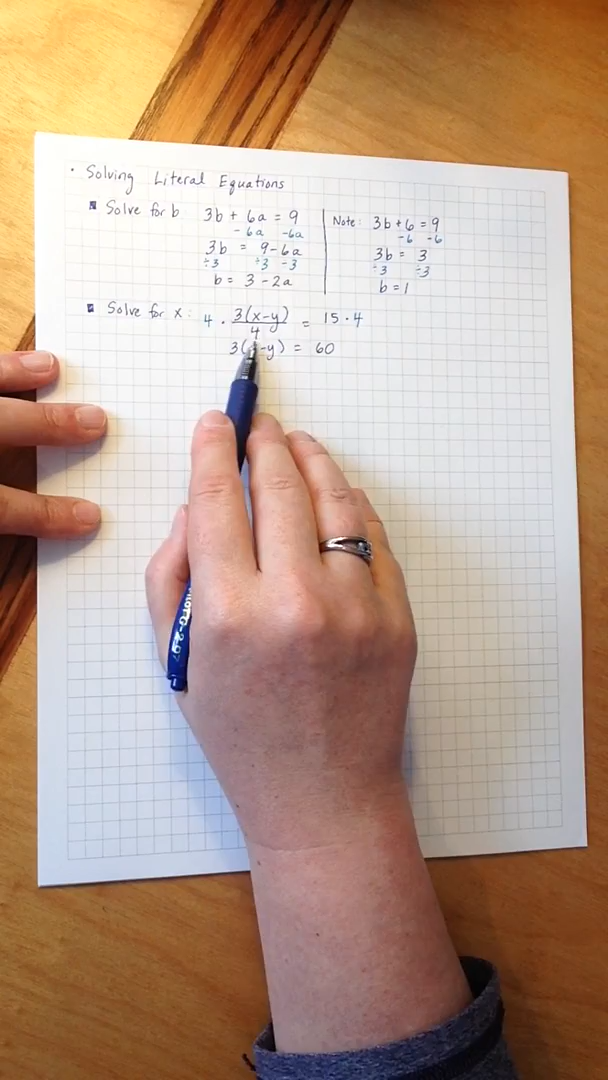 · Solving Literal Equations
Solve for b: 3b + 6a = 9
- 6a -6a
3b = 9 - 6a
÷3 ÷3 ÷3
b = 3 - 2a
Note: 3b + 6 = 9
-6 -6
3b = 3
÷3 ÷3
b = 1
Solve for x: 4 · 3(x-y)/4 = 15 · 4
3(x-y) = 60
G-2